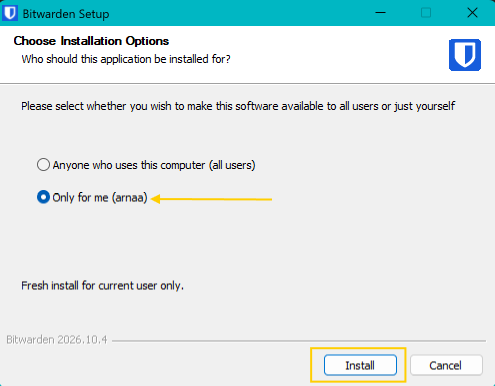 Bitwarden Setup
Choose Installation Options
Who should this application be installed for?
Please select whether you wish to make this software available to all users or just yourself
Anyone who uses this computer (all users)
Only for me (arnaa)
Fresh install for current user only.
Bitwarden 2026.10.4
Install
Cancel